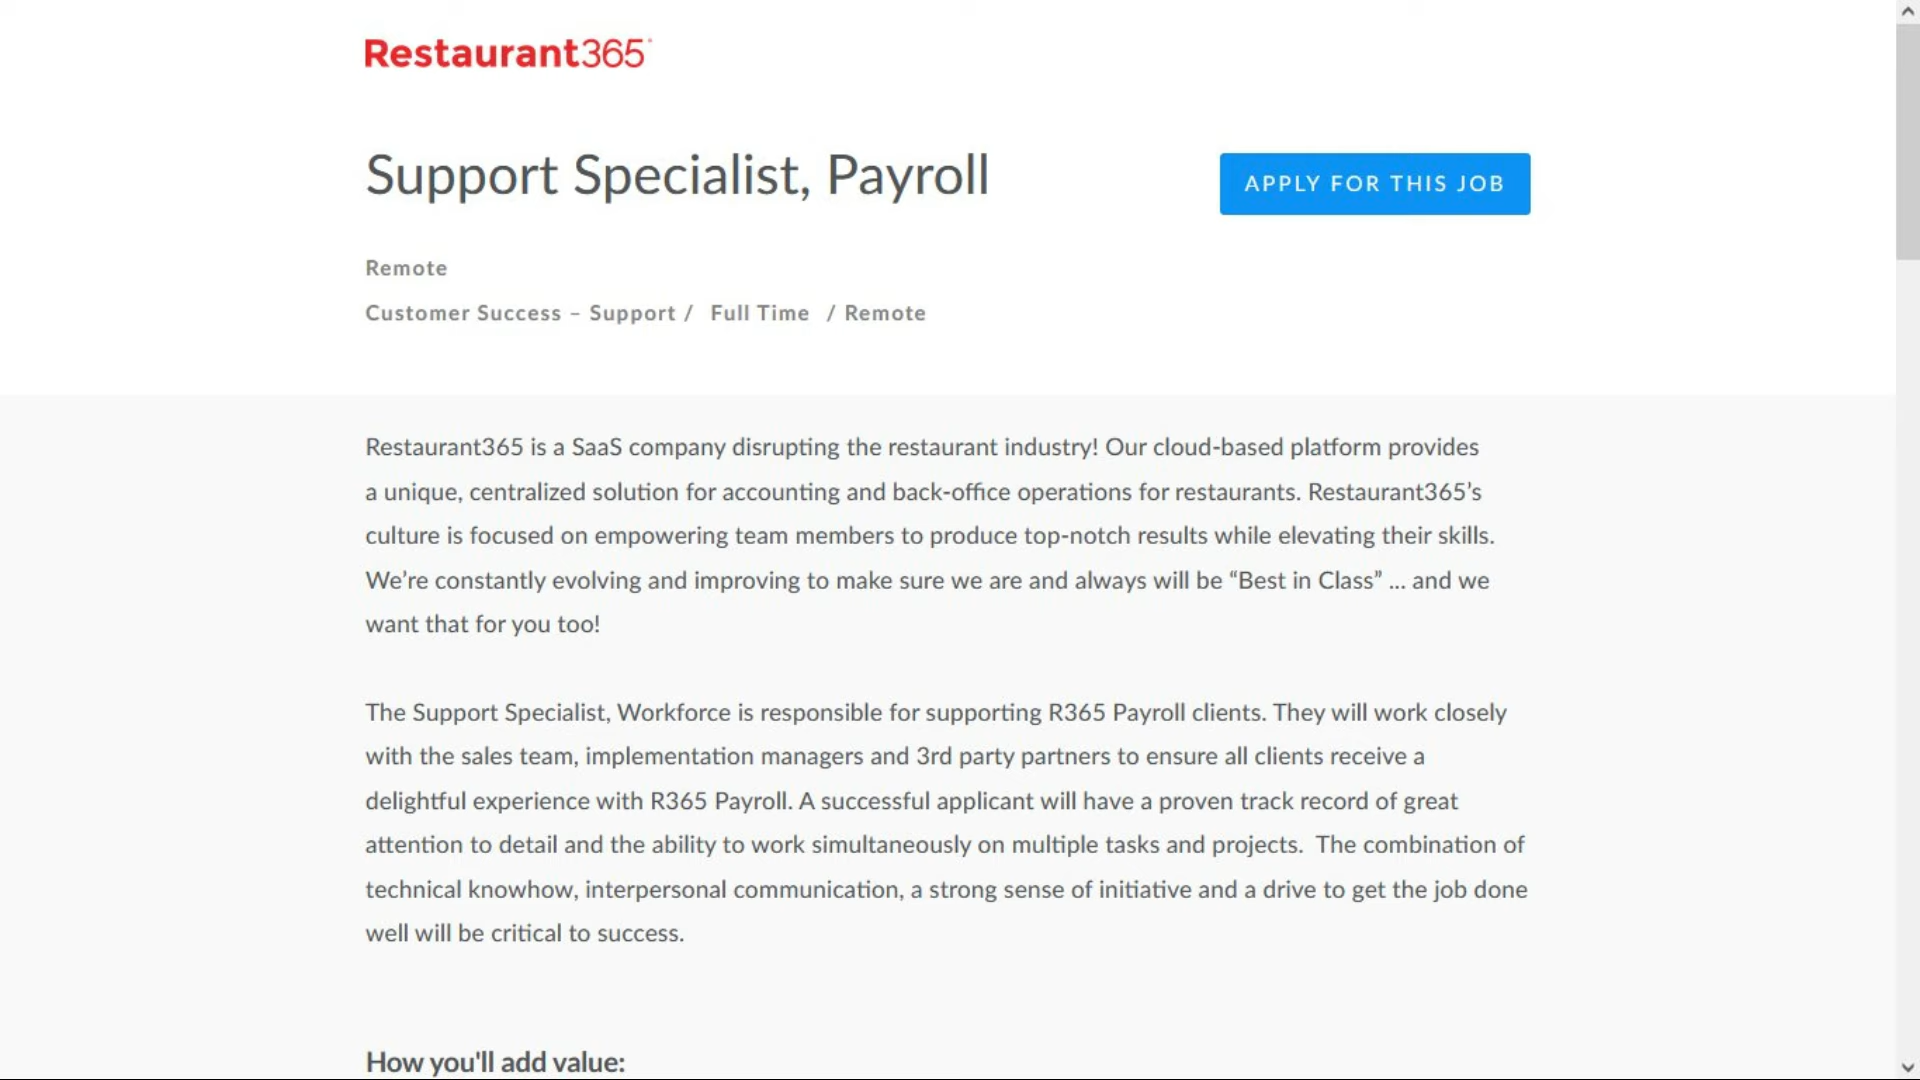 Restaurant365
Support Specialist, Payroll
APPLY FOR THIS JOB
Remote
Customer Success – Support / Full Time / Remote
Restaurant365 is a SaaS company disrupting the restaurant industry! Our cloud-based platform provides
a unique, centralized solution for accounting and back-office operations for restaurants. Restaurant365’s
culture is focused on empowering team members to produce top-notch results while elevating their skills.
We’re constantly evolving and improving to make sure we are and always will be “Best in Class” ... and we
want that for you too!
The Support Specialist, Workforce is responsible for supporting R365 Payroll clients. They will work closely
with the sales team, implementation managers and 3rd party partners to ensure all clients receive a
delightful experience with R365 Payroll. A successful applicant will have a proven track record of great
attention to detail and the ability to work simultaneously on multiple tasks and projects.  The combination of
technical knowhow, interpersonal communication, a strong sense of initiative and a drive to get the job done
well will be critical to success.
How you'll add value: